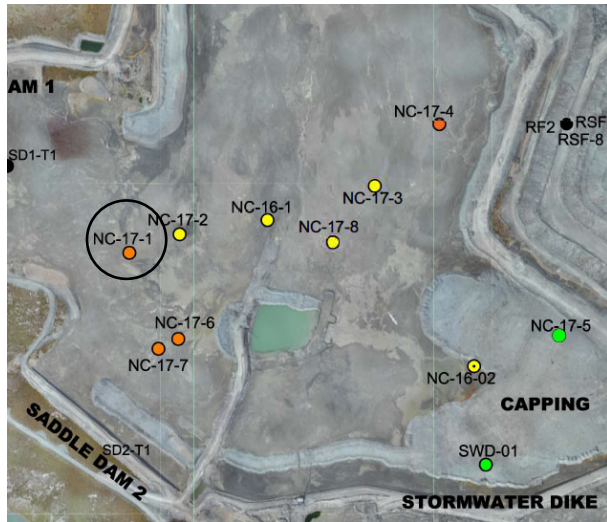 NC-17-4
AM 1
RF2 RSF
RSF-8
SD1-T1
NC-17-3
NC-16-1
NC-17-2
NC-17-8
NC-17-1
NC-17-6
NC-17-5
NC-17-7
NC-16-02
CAPPING
SADDLE DAM 2
SD2-T1
SWD-01
STORMWATER DIKE